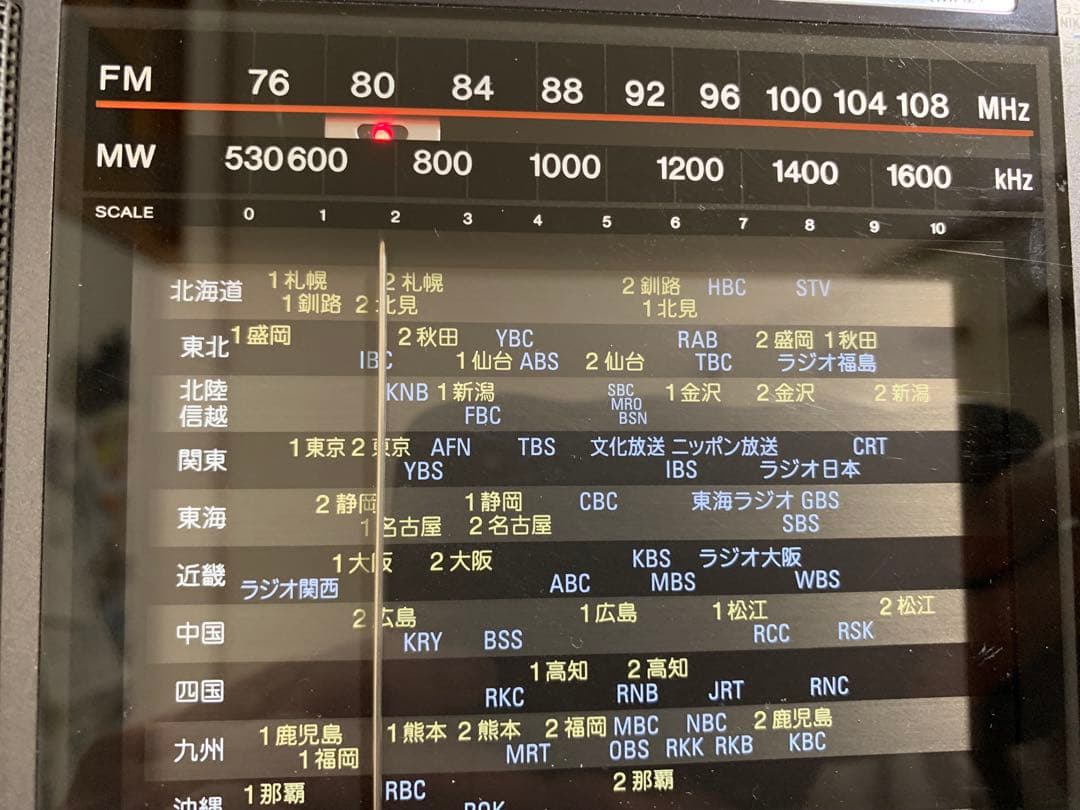 FM 76 80 84 88 92 96 100 104 108 MHz
MW 530 600 800 1000 1200 1400 1600 kHz
SCALE 0 1 2 3 4 5 6 7 8 9 10
北海道 1札幌 2札幌 2釧路 HBC STV
1釧路 2北見 1北見
東北 1盛岡 2秋田 YBC RAB 2盛岡 1秋田
IBC 1仙台 ABS 2仙台 TBC ラジオ福島
北陸 KNB 1新潟 SBC 1金沢 2金沢 2新潟
MRO
信越 FBC BSN
関東 1東京 2東京 AFN TBS 文化放送 ニッポン放送 CRT
YBS IBS ラジオ日本
東海 2静岡 1静岡 CBC 東海ラジオ GBS
1名古屋 2名古屋 SBS
近畿 1大阪 2大阪 KBS ラジオ大阪
ラジオ関西 ABC MBS WBS
中国 2広島 1広島 1松江 2松江
KRY BSS RCC RSK
四国 1高知 2高知
RKC RNB JRT RNC
九州 1鹿児島 1熊本 2熊本 2福岡 MBC NBC 2鹿児島
1福岡 MRT OBS RKK RKB KBC
沖縄 1那覇 RBC 2那覇